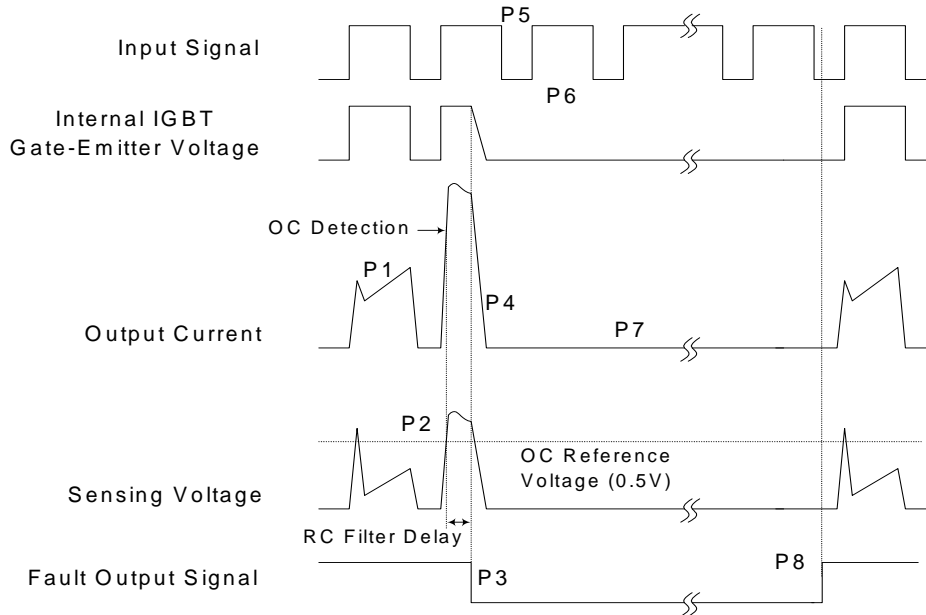 P5
Input Signal
P6
Internal IGBT
Gate-Emitter Voltage
OC Detection
P1
P4
Output Current
P7
P2
OC Reference
Voltage (0.5V)
Sensing Voltage
RC Filter Delay
Fault Output Signal
P3
P8